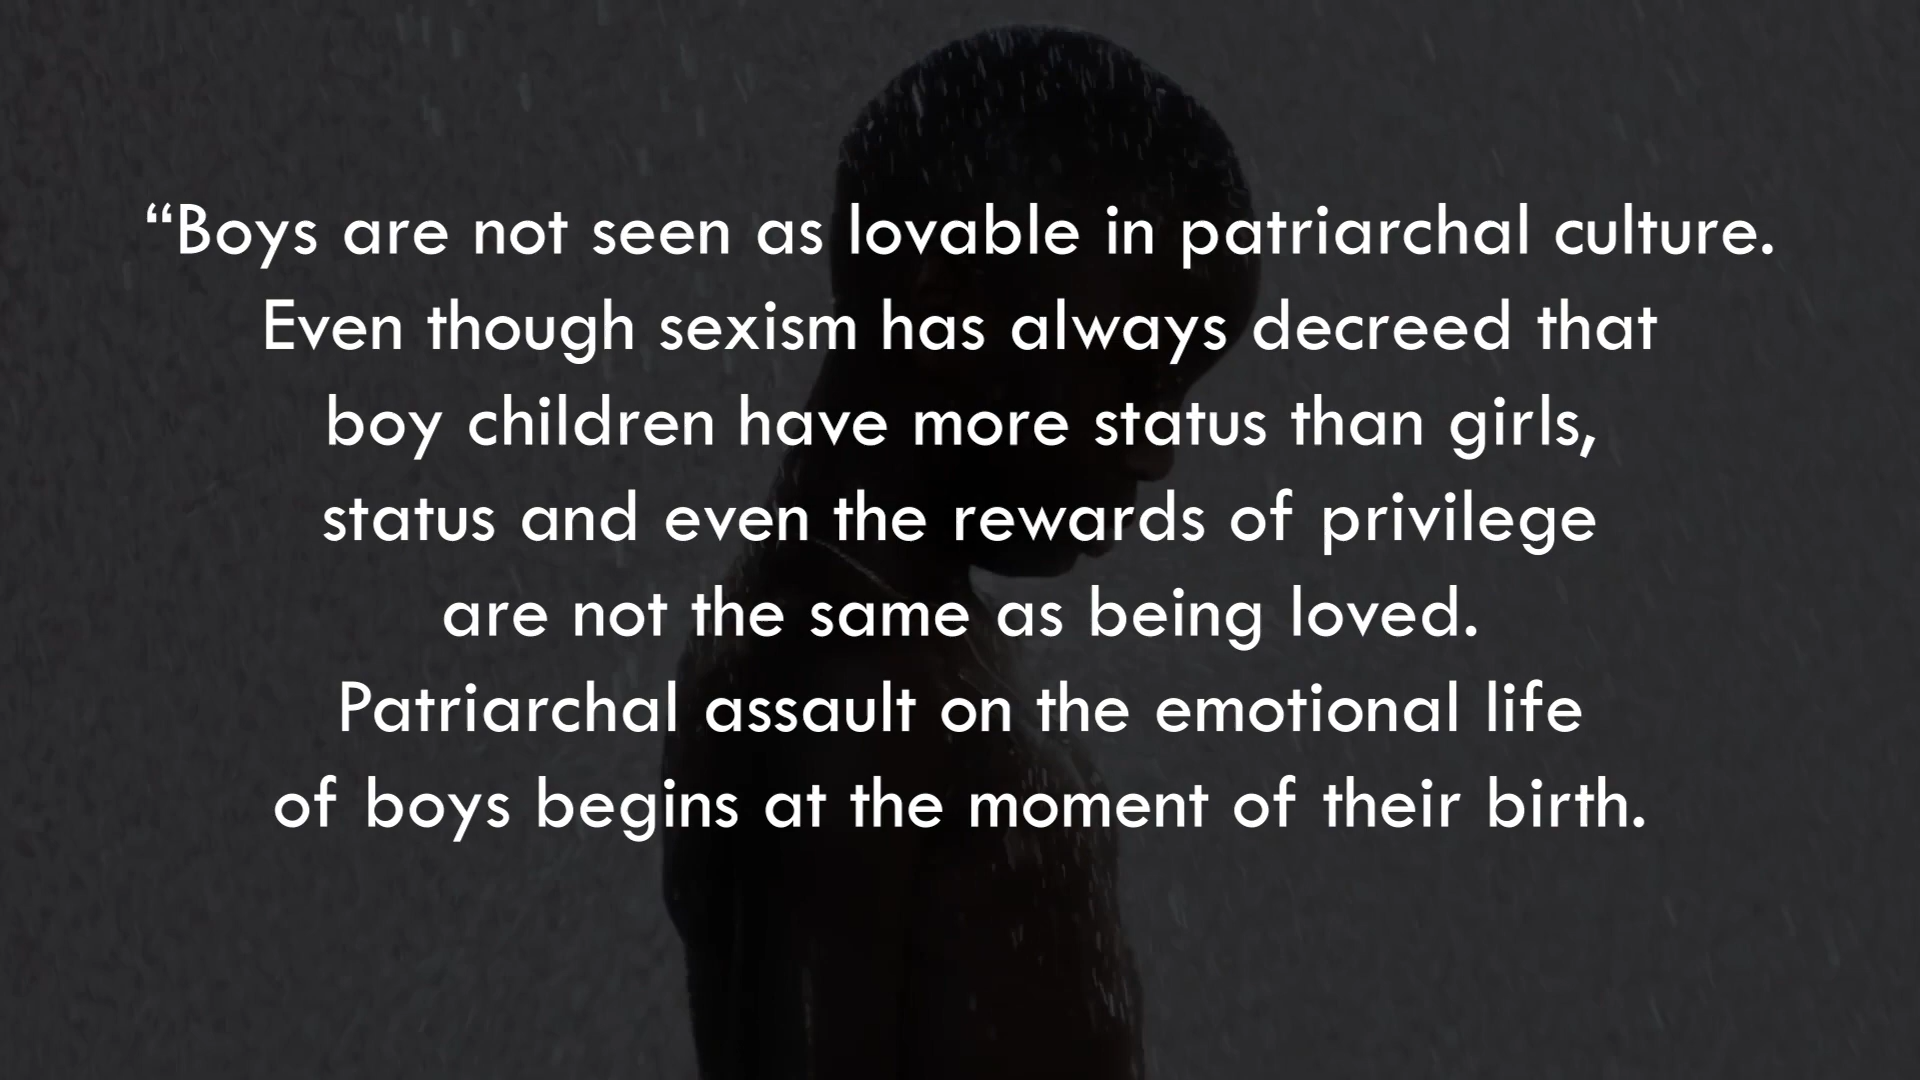 “Boys are not seen as lovable in patriarchal culture.
Even though sexism has always decreed that
boy children have more status than girls,
status and even the rewards of privilege
are not the same as being loved.
Patriarchal assault on the emotional life
of boys begins at the moment of their birth.